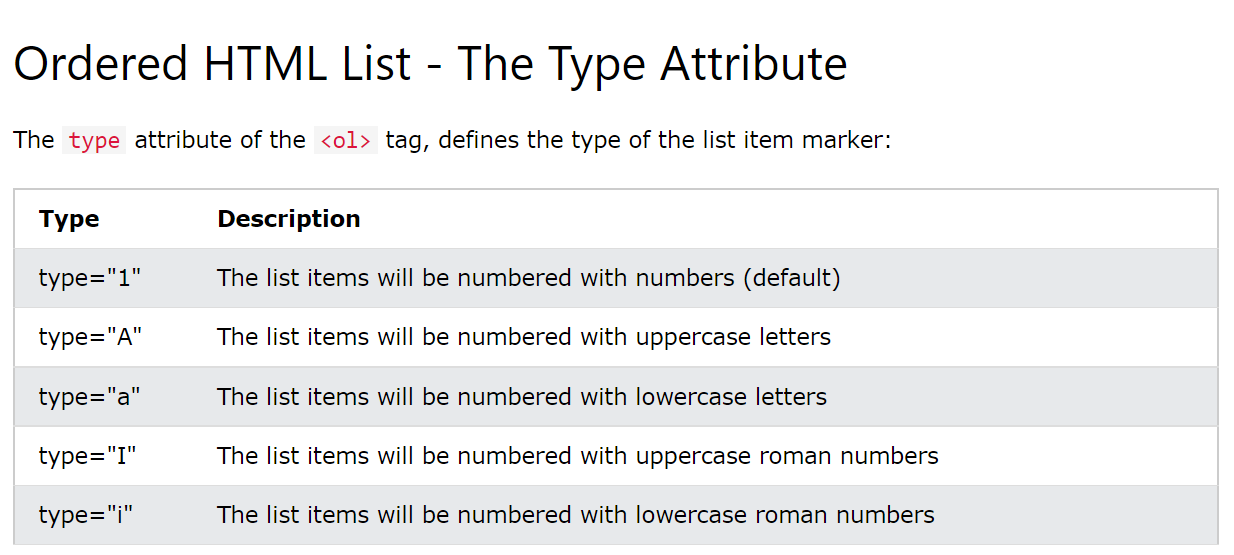 Ordered HTML List - The Type Attribute
The type attribute of the <ol> tag, defines the type of the list item marker:
Type Description
type="1" The list items will be numbered with numbers (default)
type="A" The list items will be numbered with uppercase letters
type="a" The list items will be numbered with lowercase letters
type="I" The list items will be numbered with uppercase roman numbers
type="i" The list items will be numbered with lowercase roman numbers